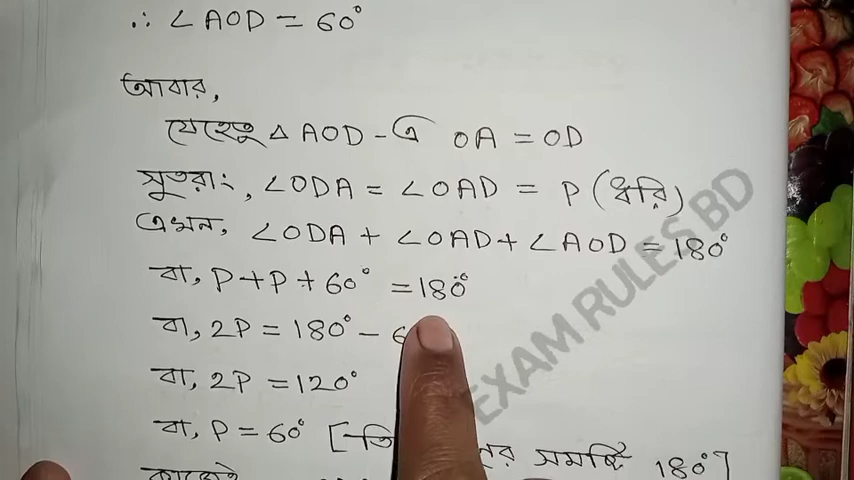 ∴ ∠AOD = 60°
আবার,
যেহেতু △ AOD-এ OA = OD
সুতরাং, ∠ODA = ∠OAD = P (ধরি)
এখন, ∠ODA + ∠OAD + ∠AOD = 180°
বা, P + P + 60° = 180°
বা, 2P = 180° - 6
বা, 2P = 120°
বা, P = 60° [ সমষ্টি 180°]
EXAM RULES BD